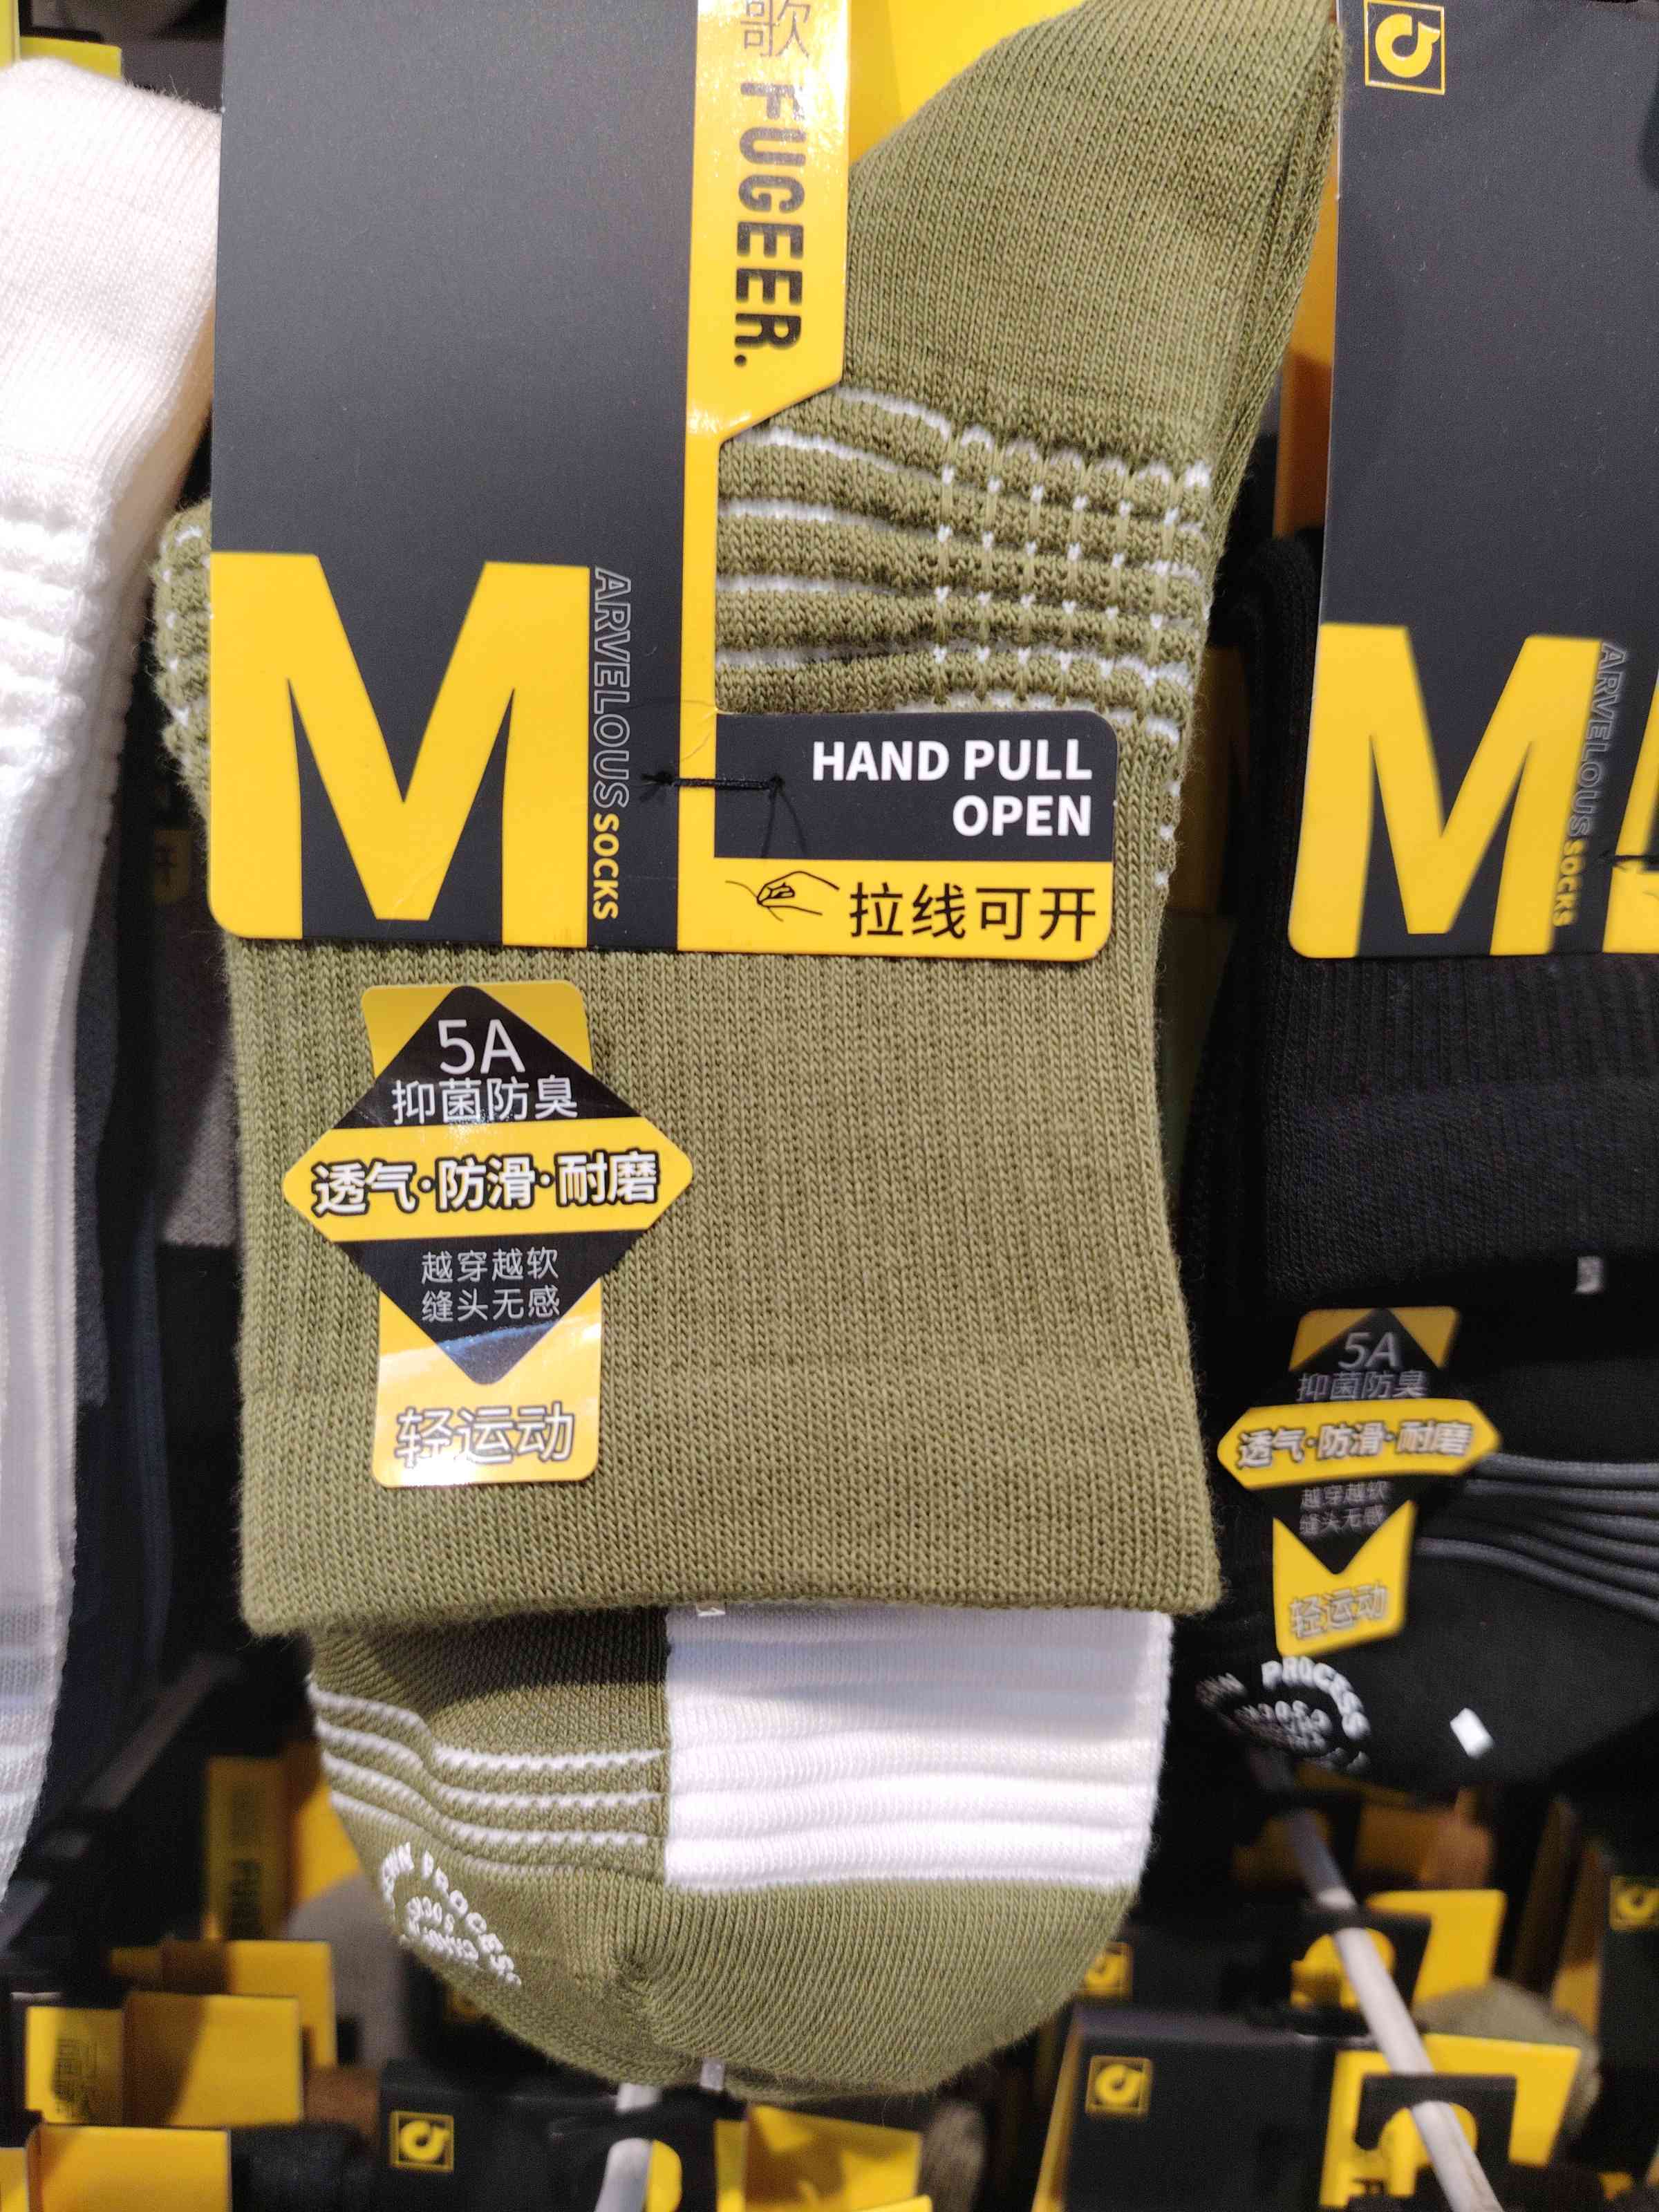 歌 FUGEER.
M
ARVELOUS SOCKS
HAND PULL
OPEN
拉线可开
5A
抑菌防臭
透气·防滑·耐磨
越穿越软
缝头无感
轻运动
PROCESS
M
ARVELOUS SOCKS
5A
抑菌防臭
透气·防滑·耐磨
越穿越软
缝头无感
轻运动
PROCESS